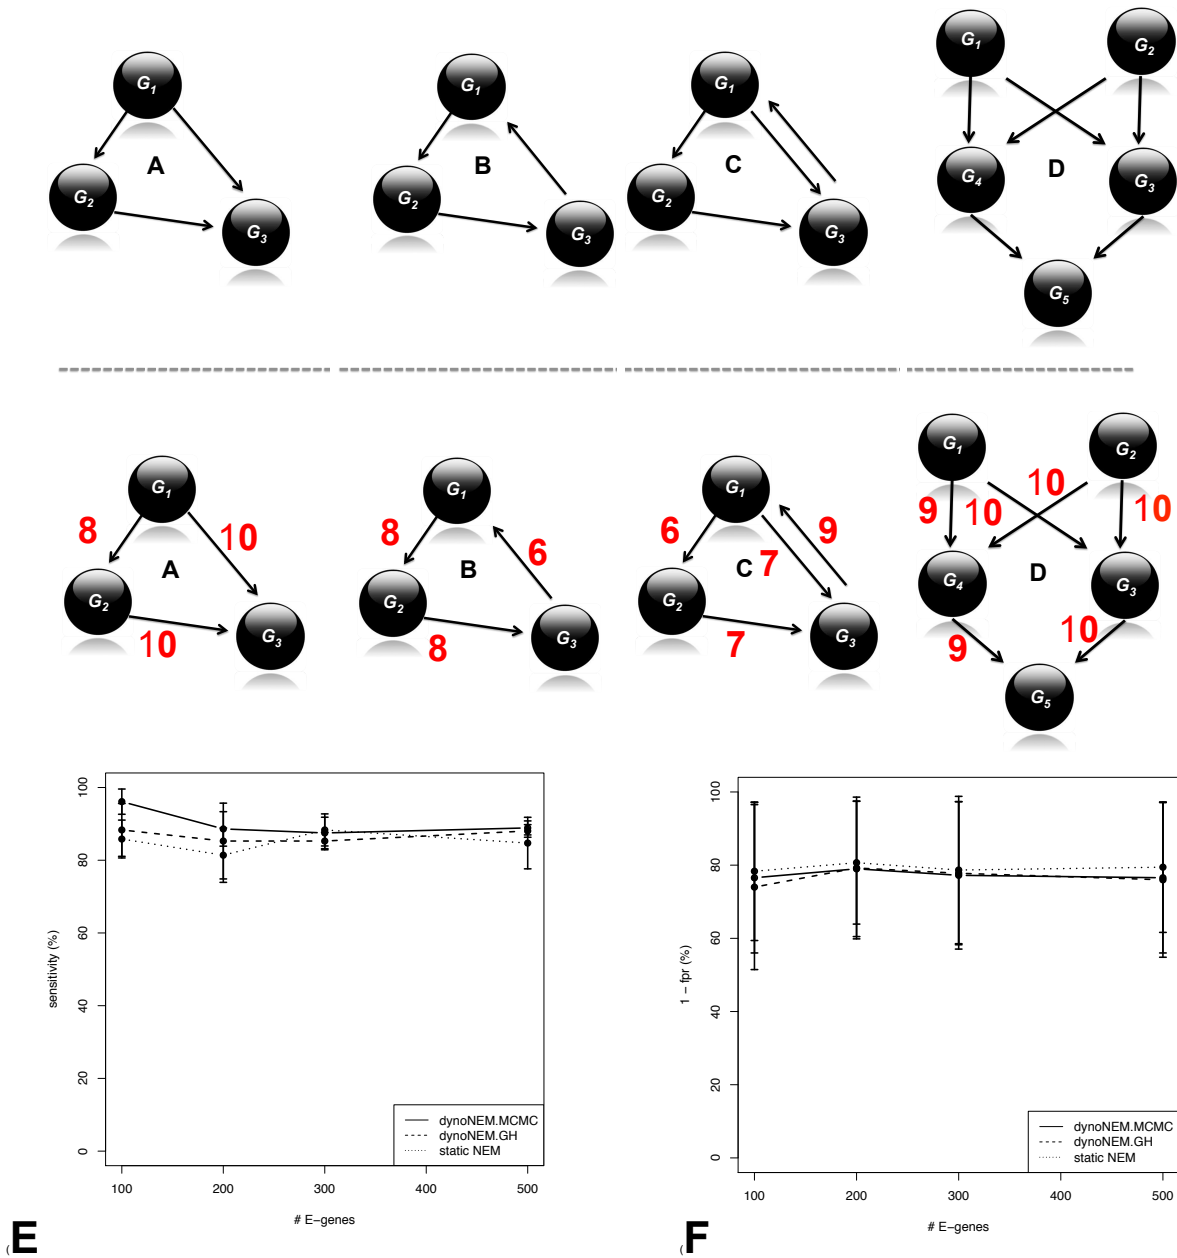 G1
A
G2
G3
G1
B
G2
G3
G1
C
G2
G3
G1
G2
D
G4
G3
G5
G1
8
10
A
G2
10
G3
G1
8
6
B
G2
8
G3
G1
6
9
C 7
G2
7
G3
G1
G2
9 10 10 10
G4
D
G3
9
10
G5
sensitivity (%)
0 20 40 60 80 100
dynoNEM.MCMC
dynoNEM.GH
static NEM
100 200 300 400 500
# E−genes
(E
1 − fpr (%)
0 20 40 60 80 100
dynoNEM.MCMC
dynoNEM.GH
static NEM
100 200 300 400 500
# E−genes
(F